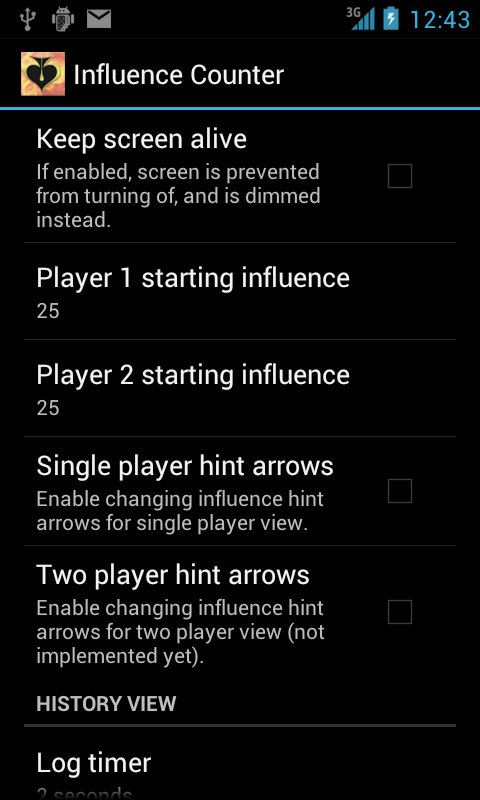 3G 12:43
Influence Counter
Keep screen alive
If enabled, screen is prevented
from turning of, and is dimmed
instead.
Player 1 starting influence
25
Player 2 starting influence
25
Single player hint arrows
Enable changing influence hint
arrows for single player view.
Two player hint arrows
Enable changing influence hint
arrows for two player view (not
implemented yet).
HISTORY VIEW
Log timer
2 seconds